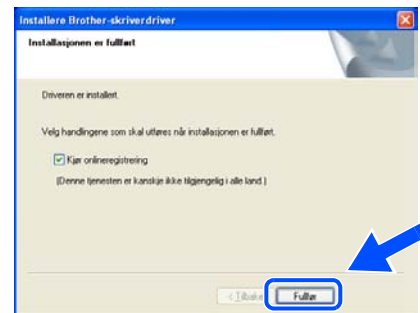 Installere Brother-skriverdriver
Installasjonen er fullført
Driveren er installert.
Velg handlingene som skal utføres når installasjonen er fullført.
Kjør onlineregistrering
(Denne tjenesten er kanskje ikke tilgjengelig i alle land.)
< Tilbake
Fullfør